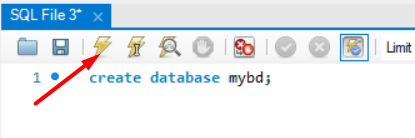 SQL File 3*
Limit
1 create database mybd;